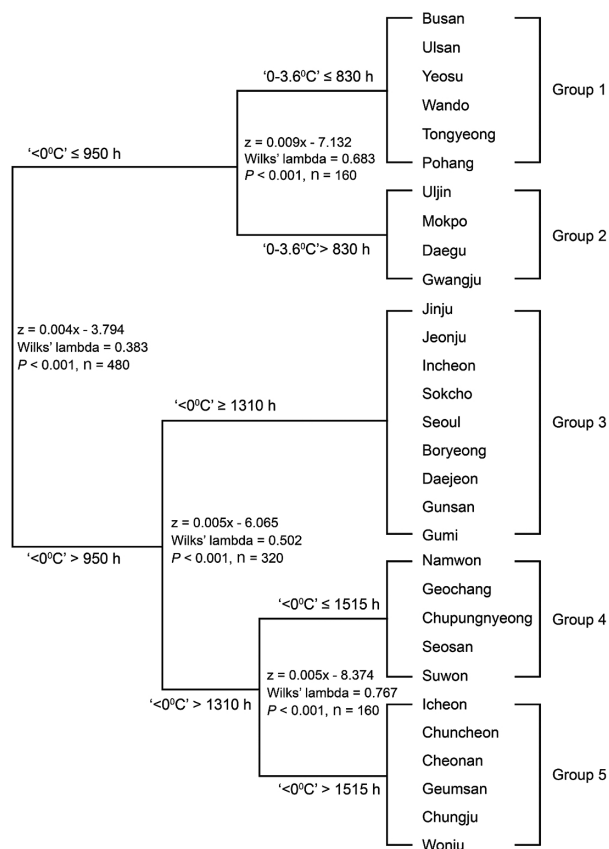 Busan
Ulsan
'0-3.6⁰C' ≤ 830 h
Yeosu
Group 1
Wando
z = 0.009x - 7.132
Wilks' lambda = 0.683
P < 0.001, n = 160
Tongyeong
'<0⁰C' ≤ 950 h
Pohang
Uljin
Mokpo
Group 2
'0-3.6⁰C'> 830 h
Daegu
Gwangju
Jinju
z = 0.004x - 3.794
Wilks' lambda = 0.383
P < 0.001, n = 480
Jeonju
Incheon
Sokcho
'<0⁰C' ≥ 1310 h
Seoul
Group 3
Boryeong
Daejeon
Gunsan
z = 0.005x - 6.065
Wilks' lambda = 0.502
P < 0.001, n = 320
Gumi
'<0⁰C' > 950 h
Namwon
Geochang
'<0⁰C' ≤ 1515 h
Chupungnyeong
Group 4
Seosan
Suwon
z = 0.005x - 8.374
Wilks' lambda = 0.767
P < 0.001, n = 160
'<0⁰C' > 1310 h
Icheon
Chuncheon
Cheonan
Group 5
'<0⁰C' > 1515 h
Geumsan
Chungju
Wonju